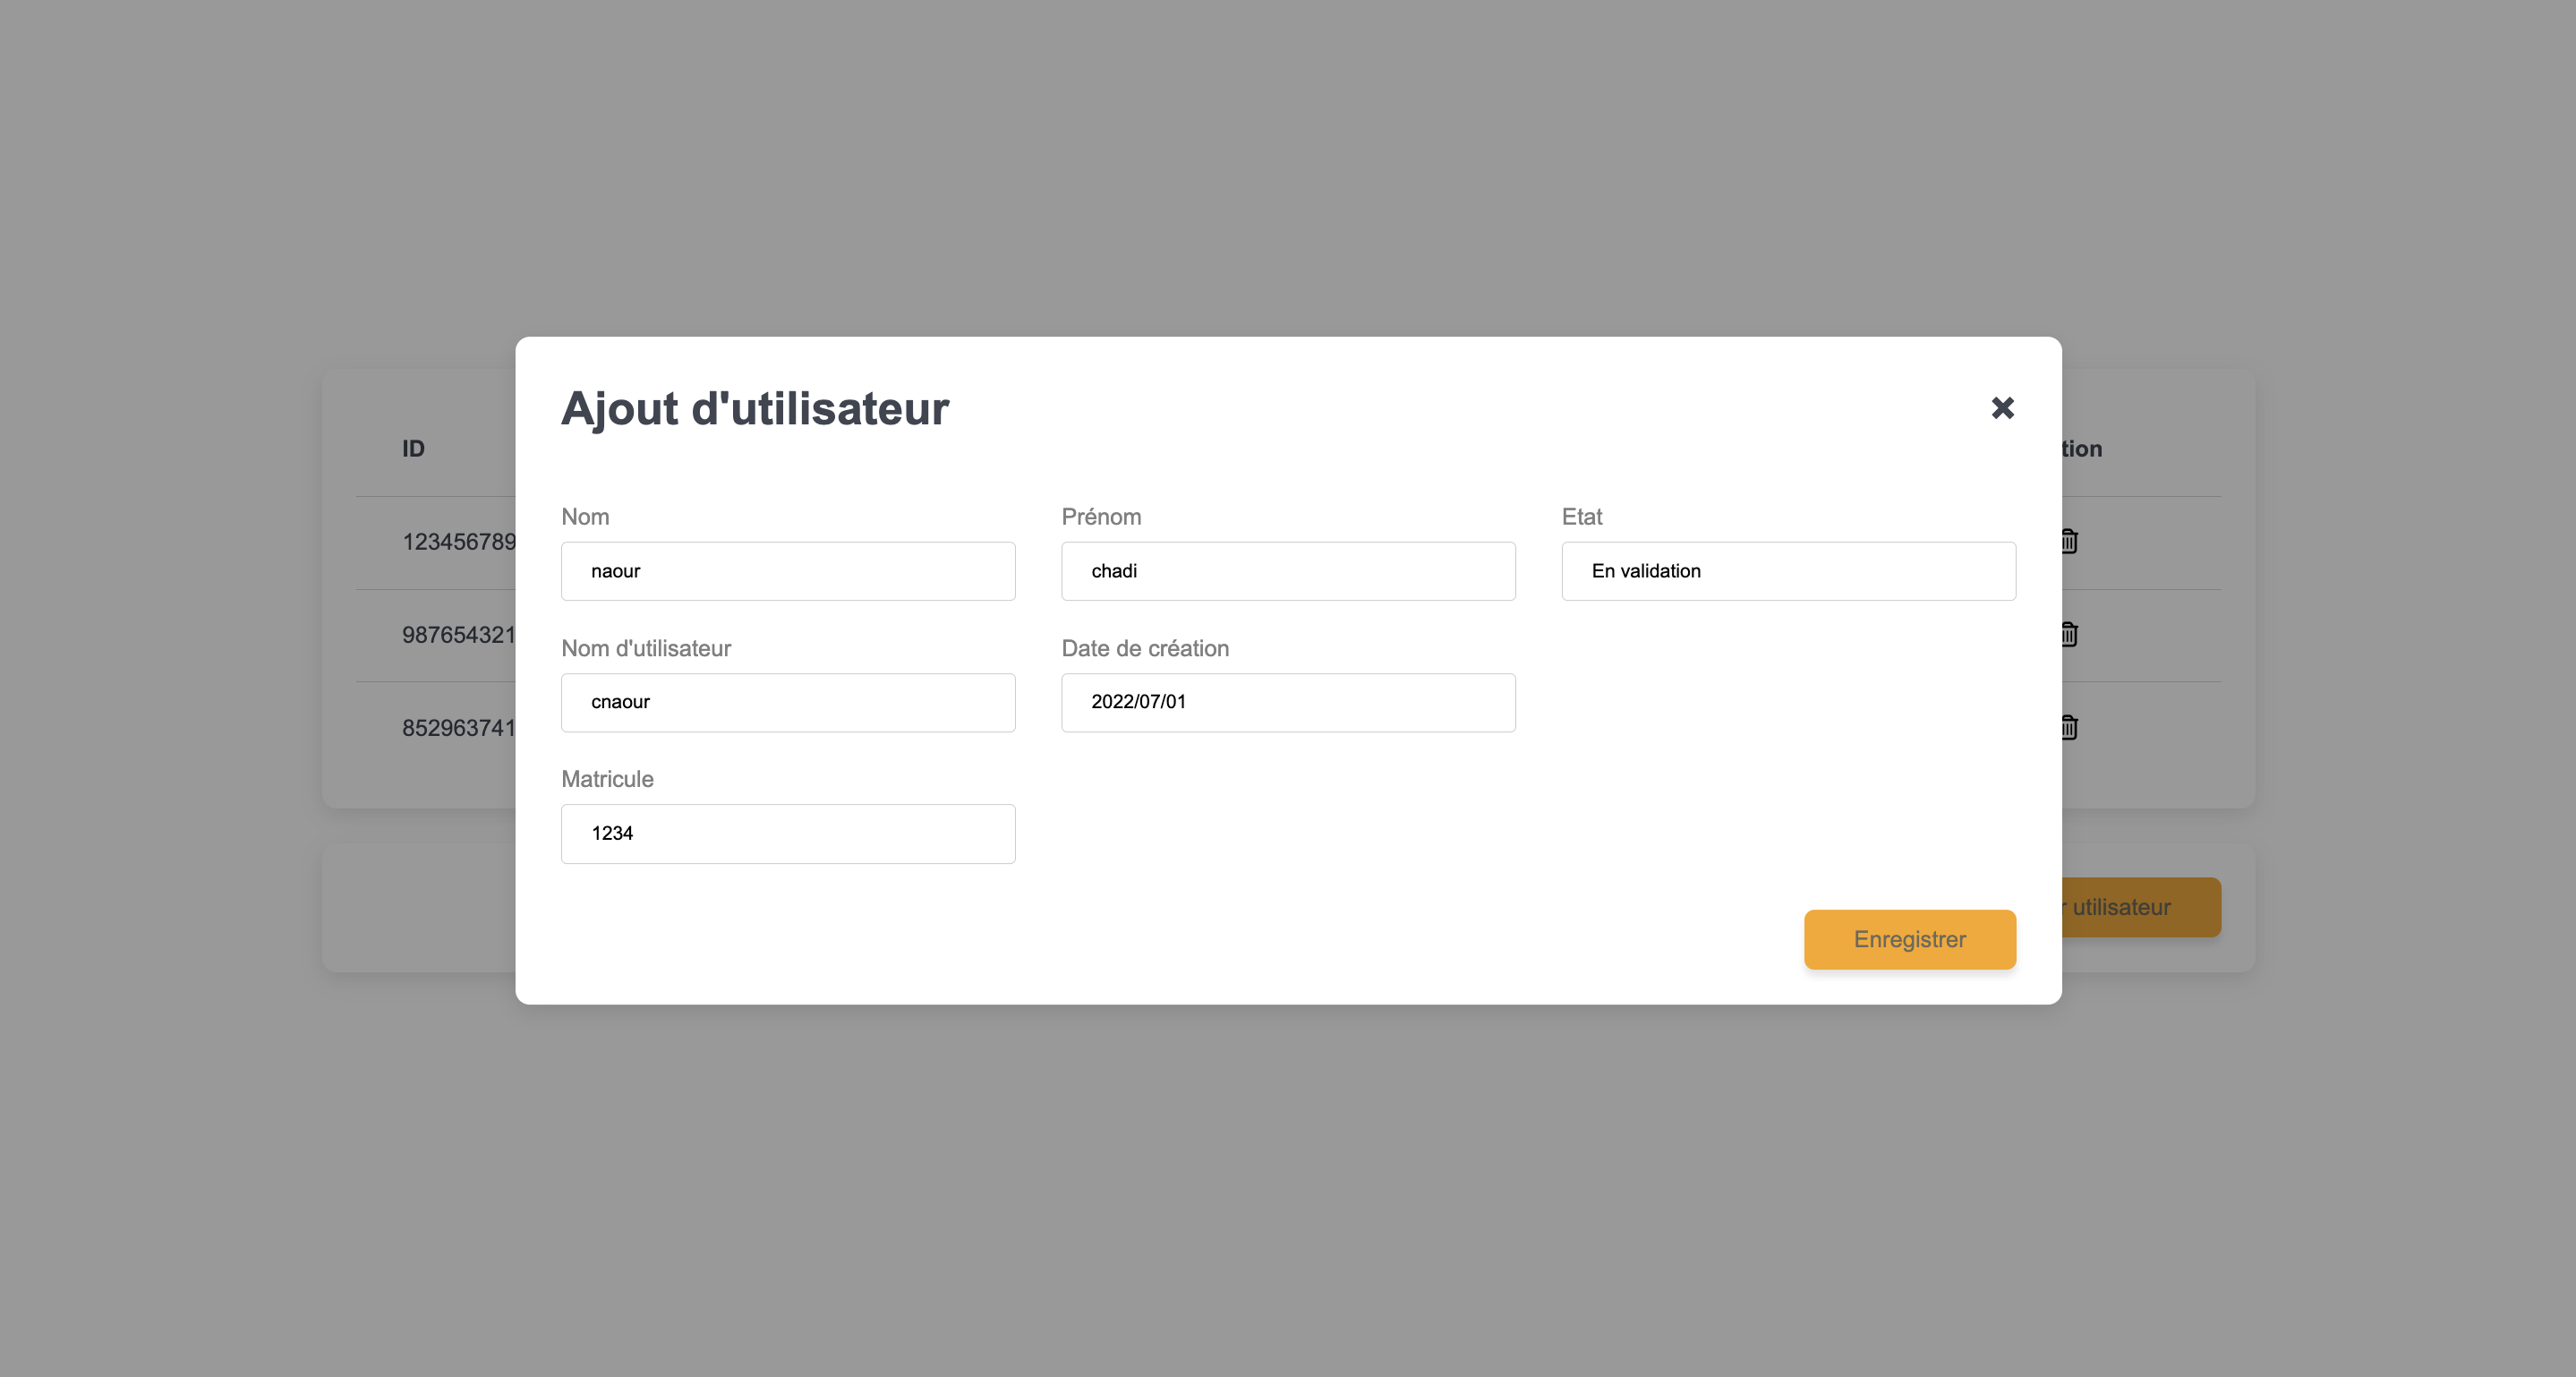 Ajout d'utilisateur
ID
tion
Nom
Prénom
Etat
123456789
naour
chadi
En validation
987654321
Nom d'utilisateur
Date de création
cnaour
2022/07/01
852963741
Matricule
1234
r utilisateur
Enregistrer